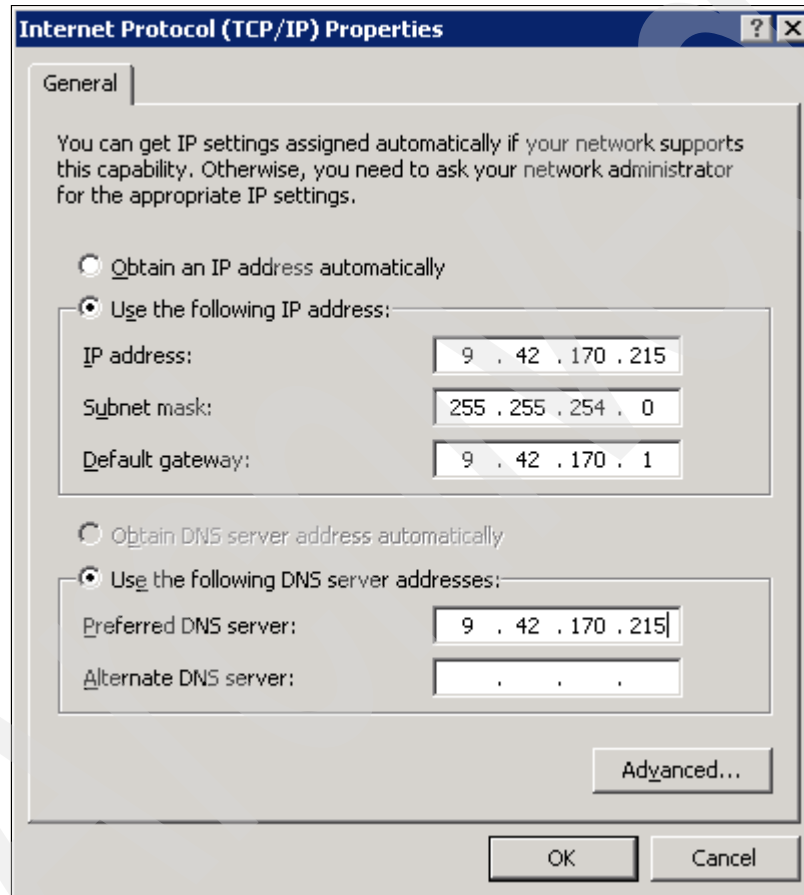 Internet Protocol (TCP/IP) Properties
General
You can get IP settings assigned automatically if your network supports
this capability. Otherwise, you need to ask your network administrator
for the appropriate IP settings.
Obtain an IP address automatically
Use the following IP address:
IP address: 9 . 42 . 170 . 215
Subnet mask: 255 . 255 . 254 . 0
Default gateway: 9 . 42 . 170 . 1
Obtain DNS server address automatically
Use the following DNS server addresses:
Preferred DNS server: 9 . 42 . 170 . 215
Alternate DNS server: . . .
Advanced...
OK Cancel